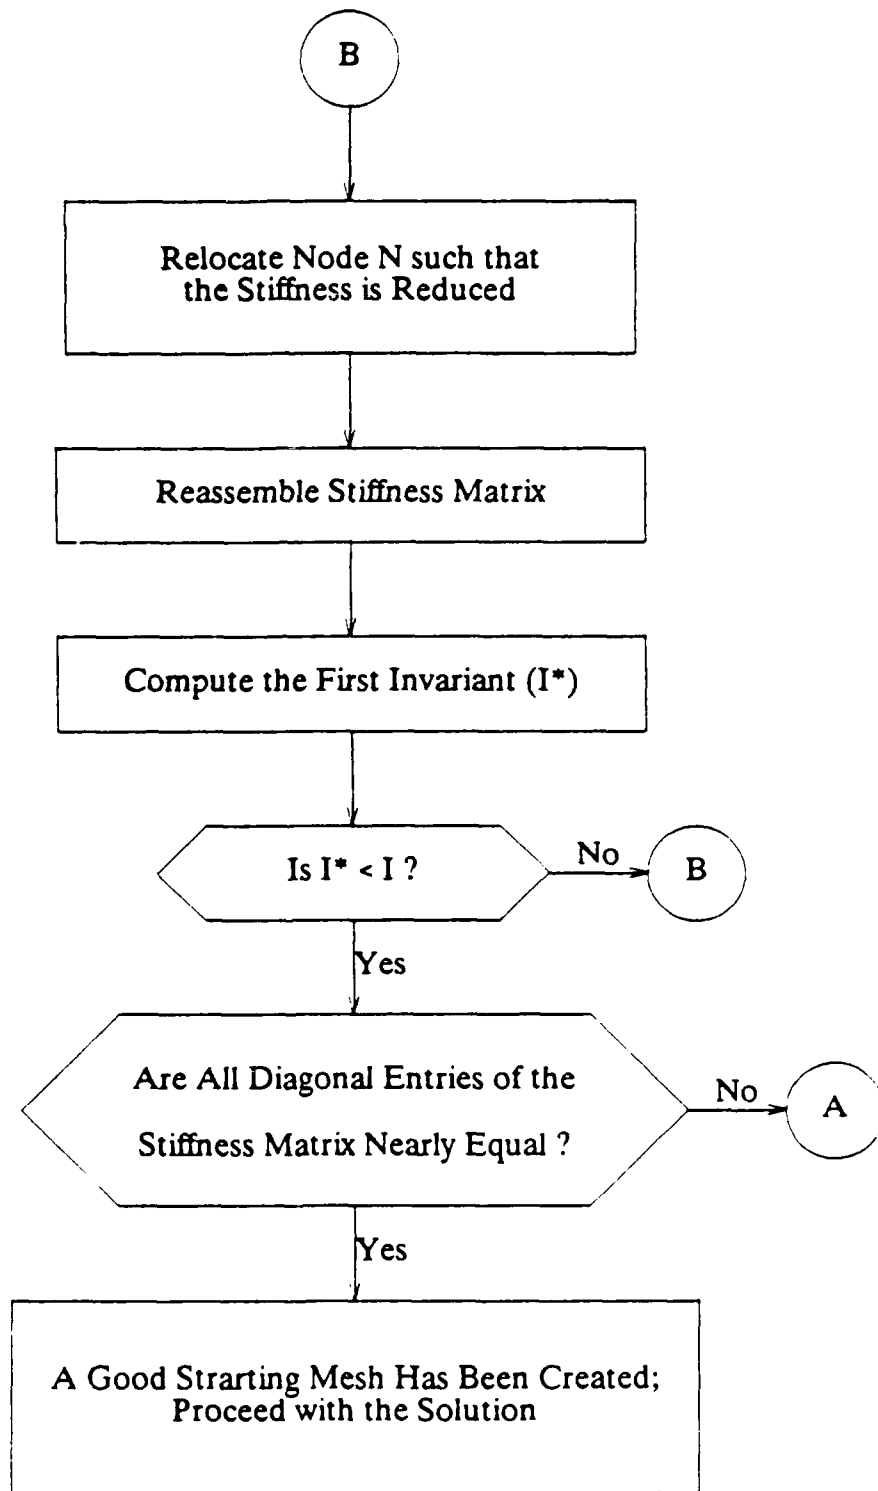 B
Relocate Node N such that
the Stiffness is Reduced
Reassemble Stiffness Matrix
Compute the First Invariant (I*)
Is I* < I ?
No
B
Yes
Are All Diagonal Entries of the
Stiffness Matrix Nearly Equal ?
No
A
Yes
A Good Strarting Mesh Has Been Created;
Proceed with the Solution